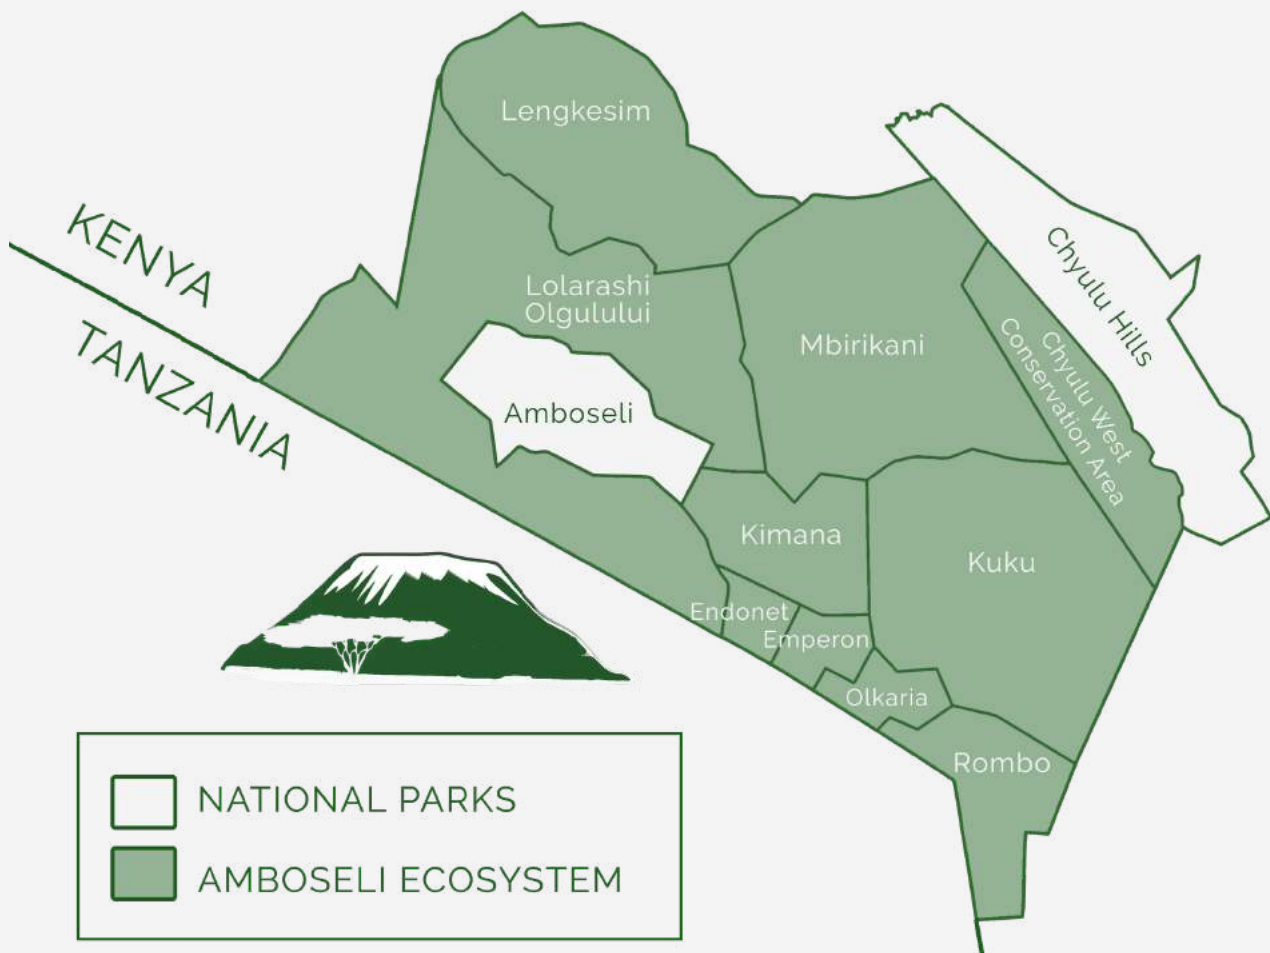 Lengkesim
KENYA
TANZANIA
Lolarashi
Olgululului
Chyulu Hills
Mbirikani
Chyulu West
Conservation Area
Amboseli
Kimana
Kuku
Endonet
Emperon
Olkaria
Rombo
NATIONAL PARKS
AMBOSELI ECOSYSTEM